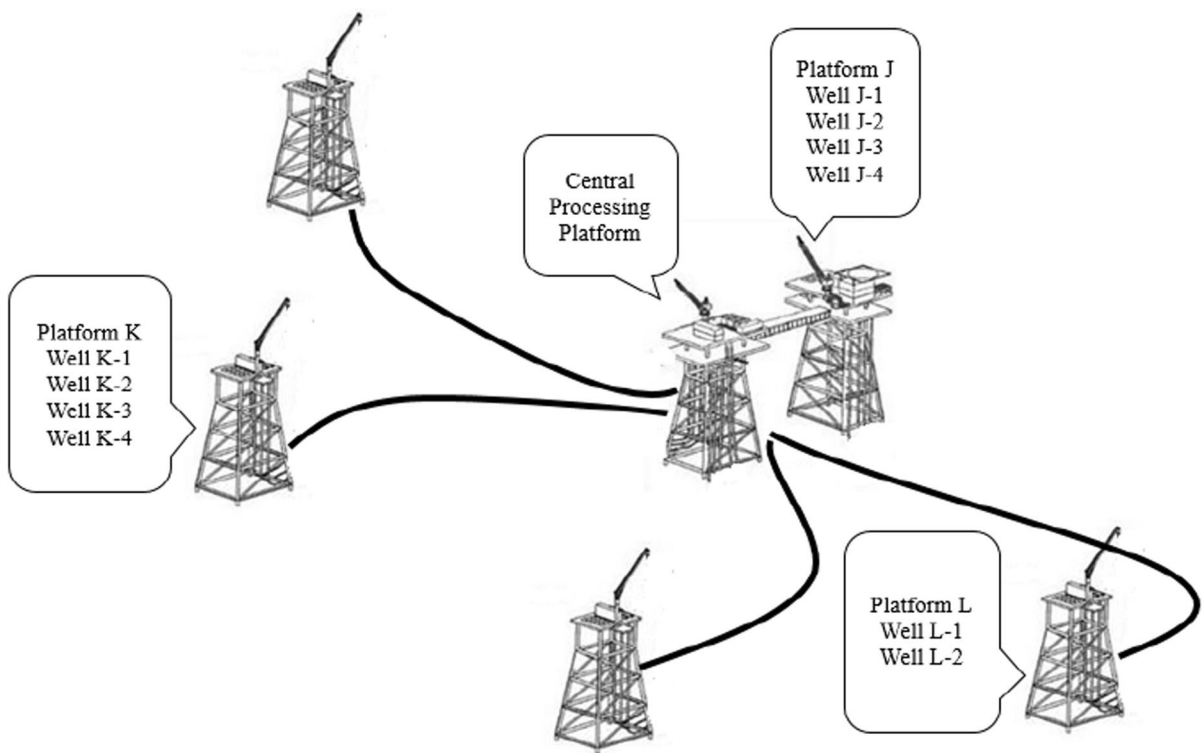 Platform J
Well J-1
Well J-2
Well J-3
Well J-4
Central
Processing
Platform
Platform K
Well K-1
Well K-2
Well K-3
Well K-4
Platform L
Well L-1
Well L-2